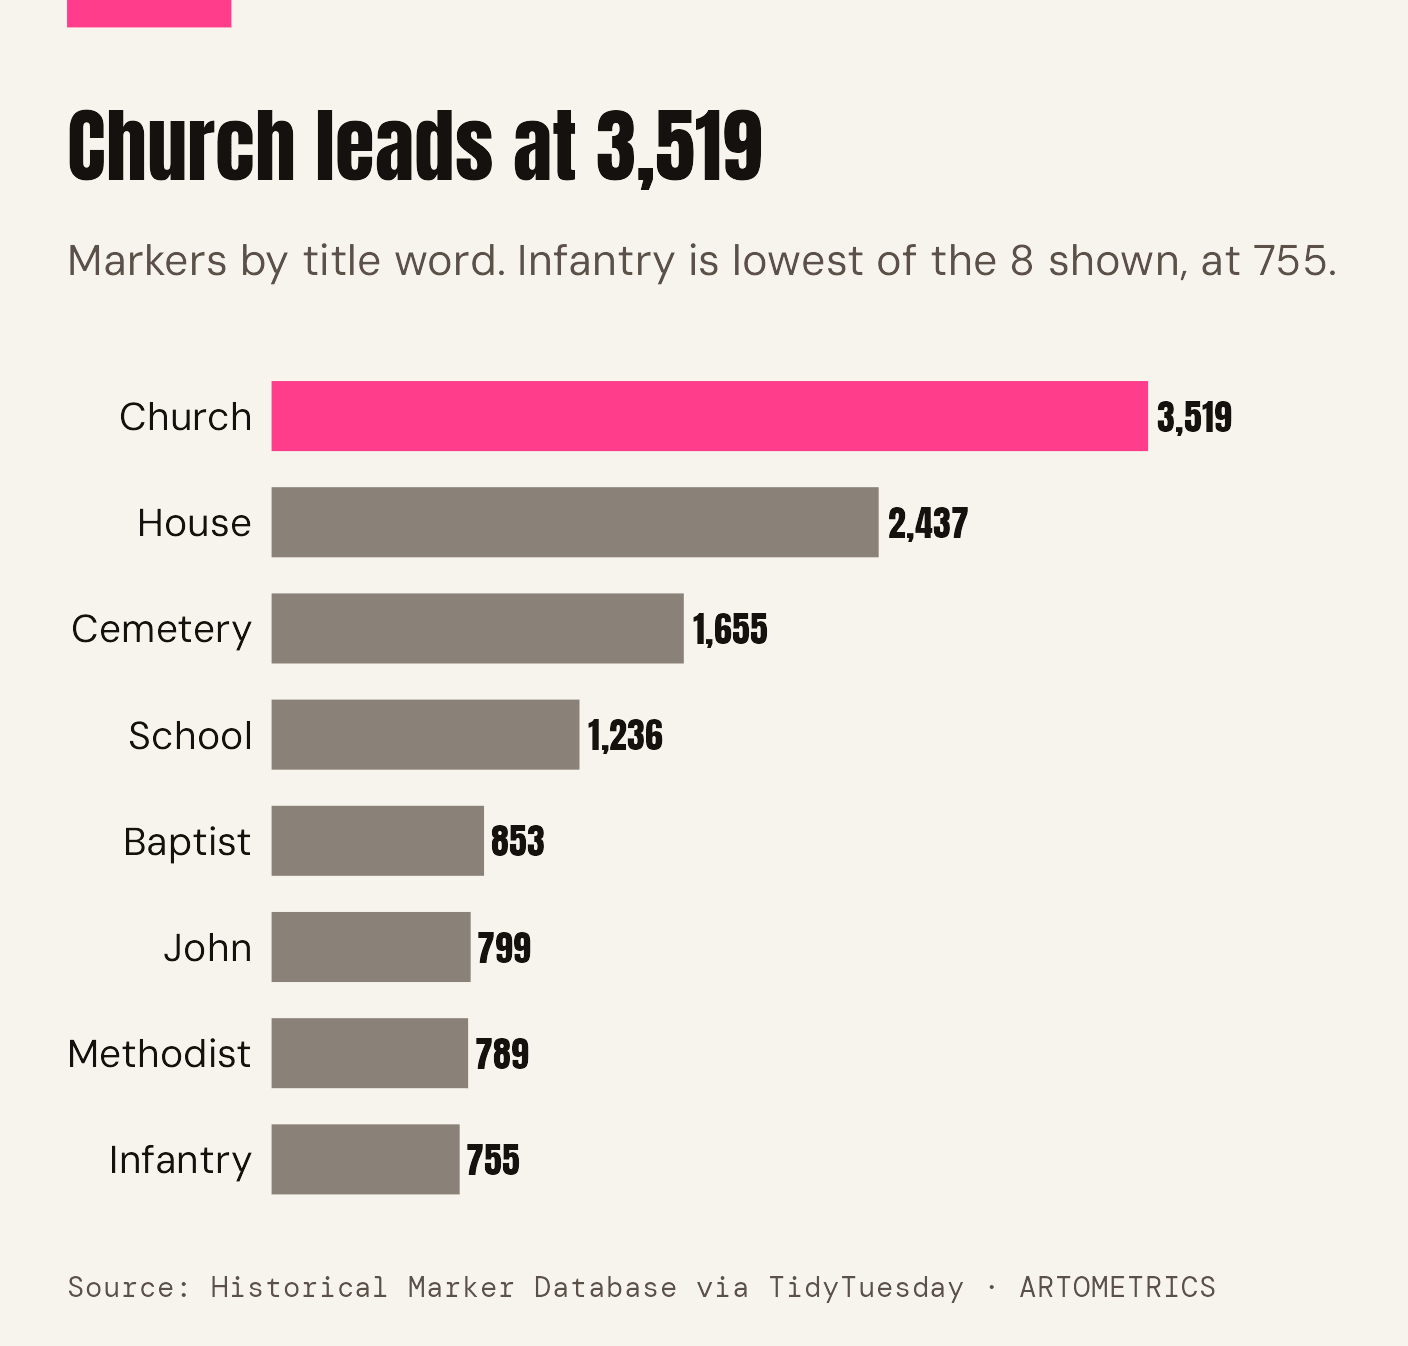 Church leads at 3,519
Markers by title word. Infantry is lowest of the 8 shown, at 755.
Church 3,519
House 2,437
Cemetery 1,655
School 1,236
Baptist 853
John 799
Methodist 789
Infantry 755
Source: Historical Marker Database via TidyTuesday · ARTOMETRICS